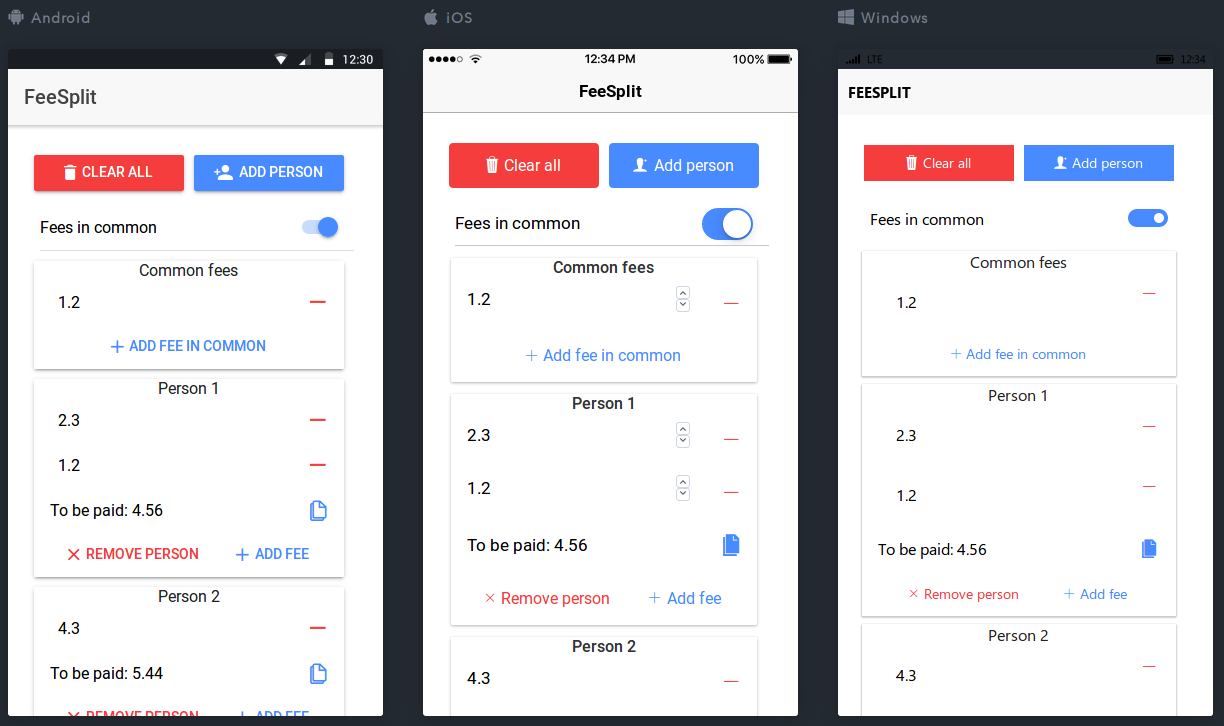 Android
12:30
FeeSplit
CLEAR ALL
ADD PERSON
Fees in common
Common fees
1.2
ADD FEE IN COMMON
Person 1
2.3
1.2
To be paid: 4.56
REMOVE PERSON
ADD FEE
Person 2
4.3
To be paid: 5.44
REMOVE PERSON
ADD FEE
iOS
12:34 PM
100%
FeeSplit
Clear all
Add person
Fees in common
Common fees
1.2
Add fee in common
Person 1
2.3
1.2
To be paid: 4.56
Remove person
Add fee
Person 2
4.3
Windows
LTE
12:34
FEESPLIT
Clear all
Add person
Fees in common
Common fees
1.2
Add fee in common
Person 1
2.3
1.2
To be paid: 4.56
Remove person
Add fee
Person 2
4.3